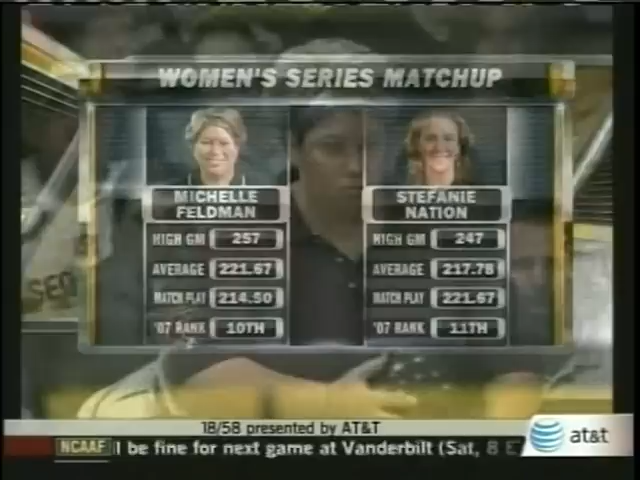 WOMEN'S SERIES MATCHUP
MICHELLE FELDMAN
HIGH GM 257
AVERAGE 221.67
MATCH PLAY 214.50
'07 RANK 10TH
STEFANIE NATION
HIGH GM 247
AVERAGE 217.78
MATCH PLAY 221.67
'07 RANK 11TH
18/58 presented by AT&T
NCAAF l be fine for next game at Vanderbilt (Sat, 8 E
at&t